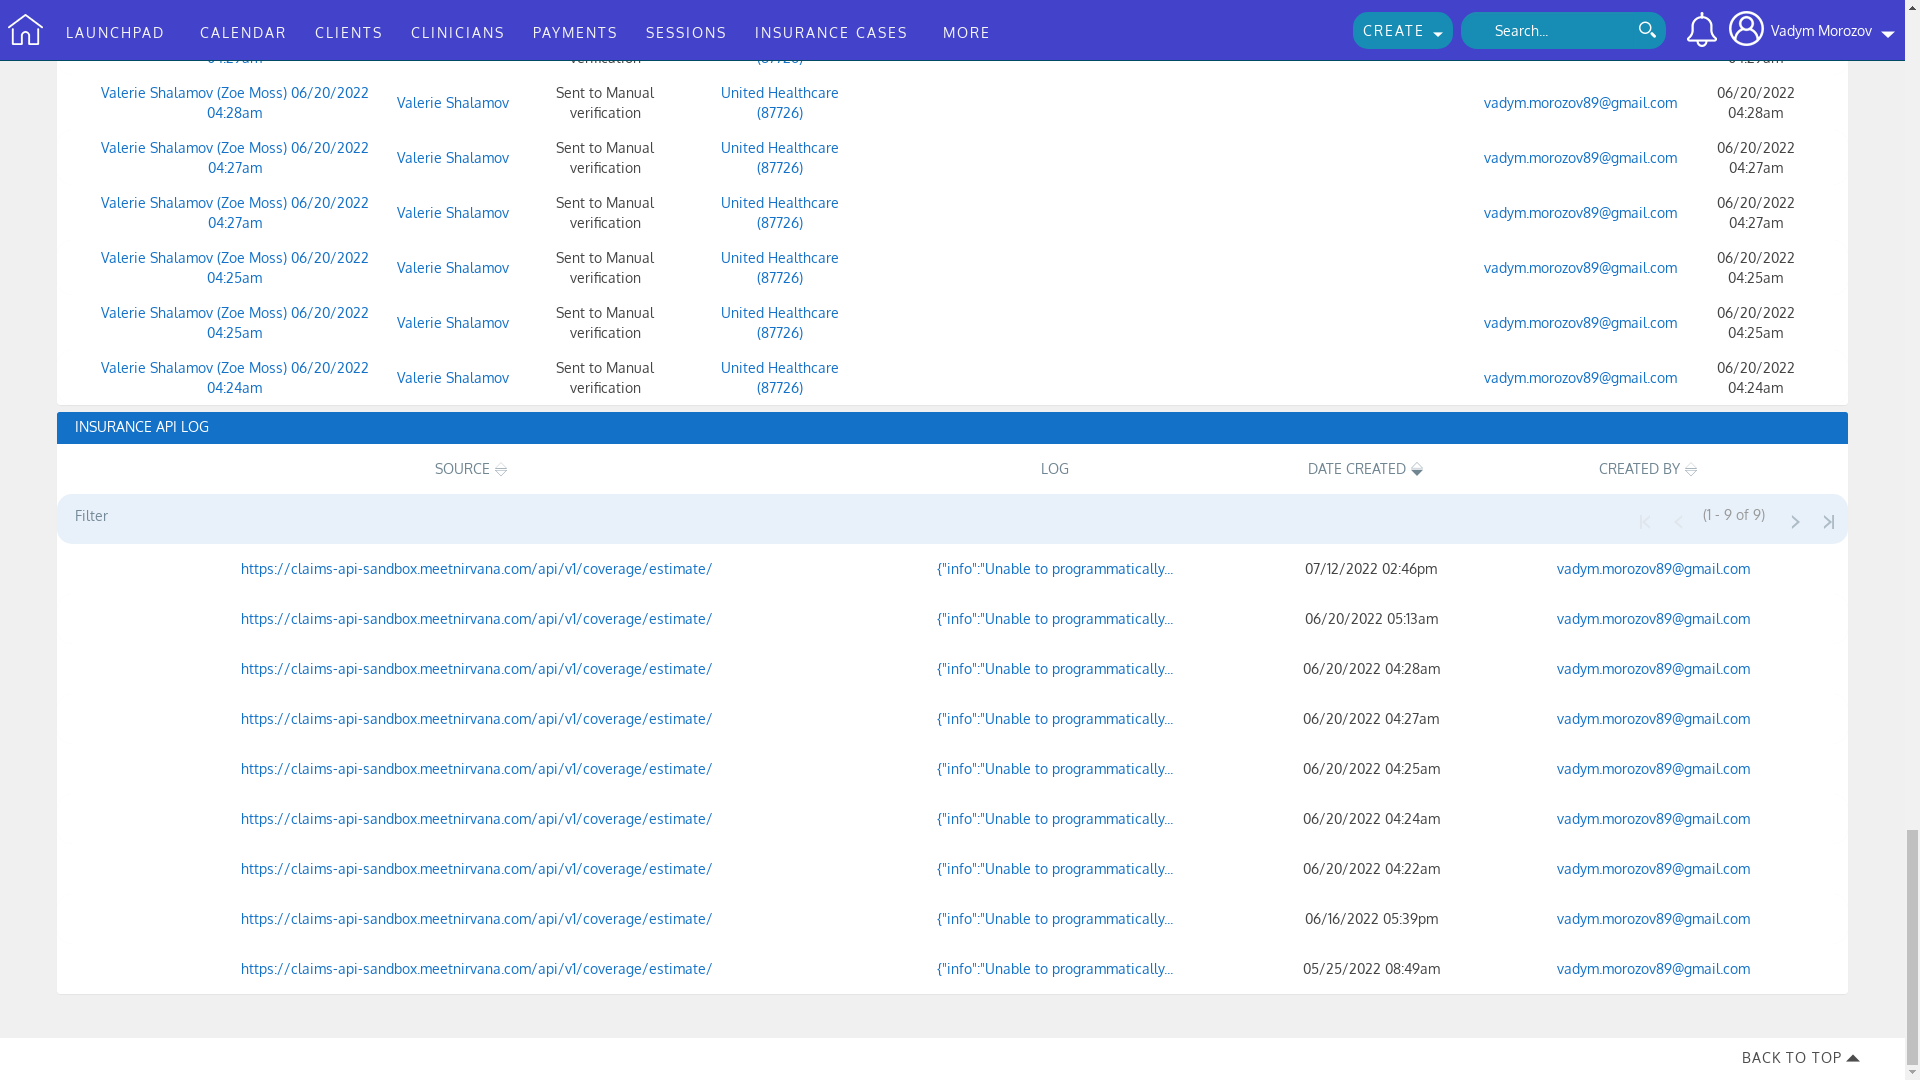 LAUNCHPAD CALENDAR CLIENTS CLINICIANS PAYMENTS SESSIONS INSURANCE CASES MORE CREATE Search... Vadym Morozov
04:27am verification (87726) 04:27am
Valerie Shalamov (Zoe Moss) 06/20/2022 Sent to Manual United Healthcare 06/20/2022
Valerie Shalamov vadym.morozov89@gmail.com
04:28am verification (87726) 04:28am
Valerie Shalamov (Zoe Moss) 06/20/2022 Sent to Manual United Healthcare 06/20/2022
Valerie Shalamov vadym.morozov89@gmail.com
04:27am verification (87726) 04:27am
Valerie Shalamov (Zoe Moss) 06/20/2022 Sent to Manual United Healthcare 06/20/2022
Valerie Shalamov vadym.morozov89@gmail.com
04:27am verification (87726) 04:27am
Valerie Shalamov (Zoe Moss) 06/20/2022 Sent to Manual United Healthcare 06/20/2022
Valerie Shalamov vadym.morozov89@gmail.com
04:25am verification (87726) 04:25am
Valerie Shalamov (Zoe Moss) 06/20/2022 Sent to Manual United Healthcare 06/20/2022
Valerie Shalamov vadym.morozov89@gmail.com
04:25am verification (87726) 04:25am
Valerie Shalamov (Zoe Moss) 06/20/2022 Sent to Manual United Healthcare 06/20/2022
Valerie Shalamov vadym.morozov89@gmail.com
04:24am verification (87726) 04:24am
INSURANCE API LOG
SOURCE LOG DATE CREATED CREATED BY
Filter (1 - 9 of 9)
https://claims-api-sandbox.meetnirvana.com/api/v1/coverage/estimate/ {"info":"Unable to programmatically... 07/12/2022 02:46pm vadym.morozov89@gmail.com
https://claims-api-sandbox.meetnirvana.com/api/v1/coverage/estimate/ {"info":"Unable to programmatically... 06/20/2022 05:13am vadym.morozov89@gmail.com
https://claims-api-sandbox.meetnirvana.com/api/v1/coverage/estimate/ {"info":"Unable to programmatically... 06/20/2022 04:28am vadym.morozov89@gmail.com
https://claims-api-sandbox.meetnirvana.com/api/v1/coverage/estimate/ {"info":"Unable to programmatically... 06/20/2022 04:27am vadym.morozov89@gmail.com
https://claims-api-sandbox.meetnirvana.com/api/v1/coverage/estimate/ {"info":"Unable to programmatically... 06/20/2022 04:25am vadym.morozov89@gmail.com
https://claims-api-sandbox.meetnirvana.com/api/v1/coverage/estimate/ {"info":"Unable to programmatically... 06/20/2022 04:24am vadym.morozov89@gmail.com
https://claims-api-sandbox.meetnirvana.com/api/v1/coverage/estimate/ {"info":"Unable to programmatically... 06/20/2022 04:22am vadym.morozov89@gmail.com
https://claims-api-sandbox.meetnirvana.com/api/v1/coverage/estimate/ {"info":"Unable to programmatically... 06/16/2022 05:39pm vadym.morozov89@gmail.com
https://claims-api-sandbox.meetnirvana.com/api/v1/coverage/estimate/ {"info":"Unable to programmatically... 05/25/2022 08:49am vadym.morozov89@gmail.com
BACK TO TOP